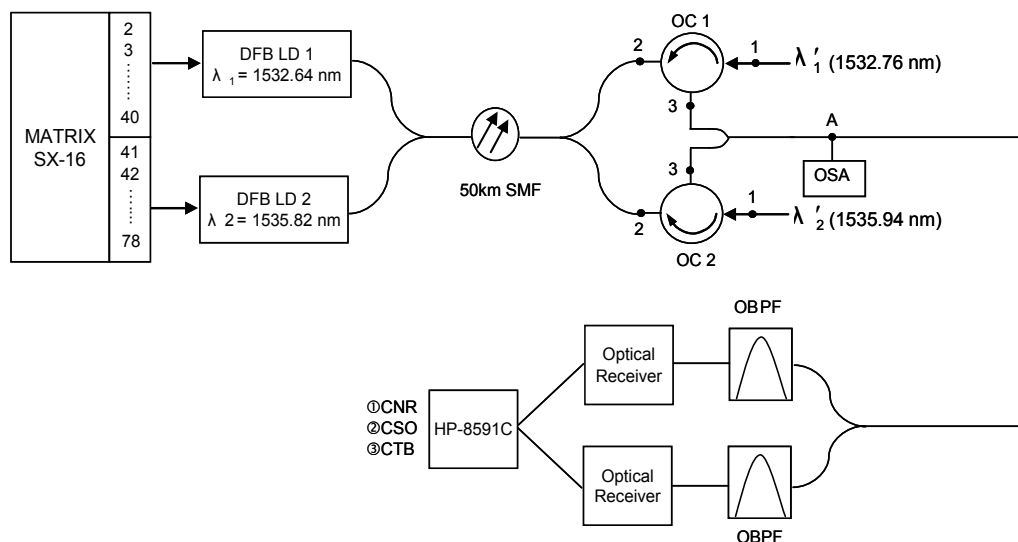 MATRIX
SX-16
2
3
40
41
42
78
DFB LD 1
λ 1 = 1532.64 nm
DFB LD 2
λ 2 = 1535.82 nm
50km SMF
OC 1
2
1
3
λ′1 (1532.76 nm)
A
OSA
3
2
1
λ′2 (1535.94 nm)
OC 2
OBPF
Optical
Receiver
①CNR
②CSO
③CTB
HP-8591C
Optical
Receiver
OBPF